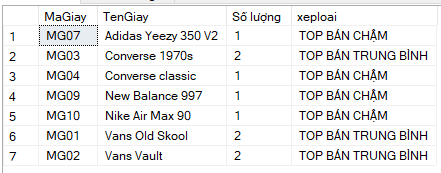 MaGiay TenGiay Số lượng xeploai
1 MG07 Adidas Yeezy 350 V2 1 TOP BÁN CHẬM
2 MG03 Converse 1970s 2 TOP BÁN TRUNG BÌNH
3 MG04 Converse classic 1 TOP BÁN CHẬM
4 MG09 New Balance 997 1 TOP BÁN CHẬM
5 MG10 Nike Air Max 90 1 TOP BÁN CHẬM
6 MG01 Vans Old Skool 2 TOP BÁN TRUNG BÌNH
7 MG02 Vans Vault 2 TOP BÁN TRUNG BÌNH